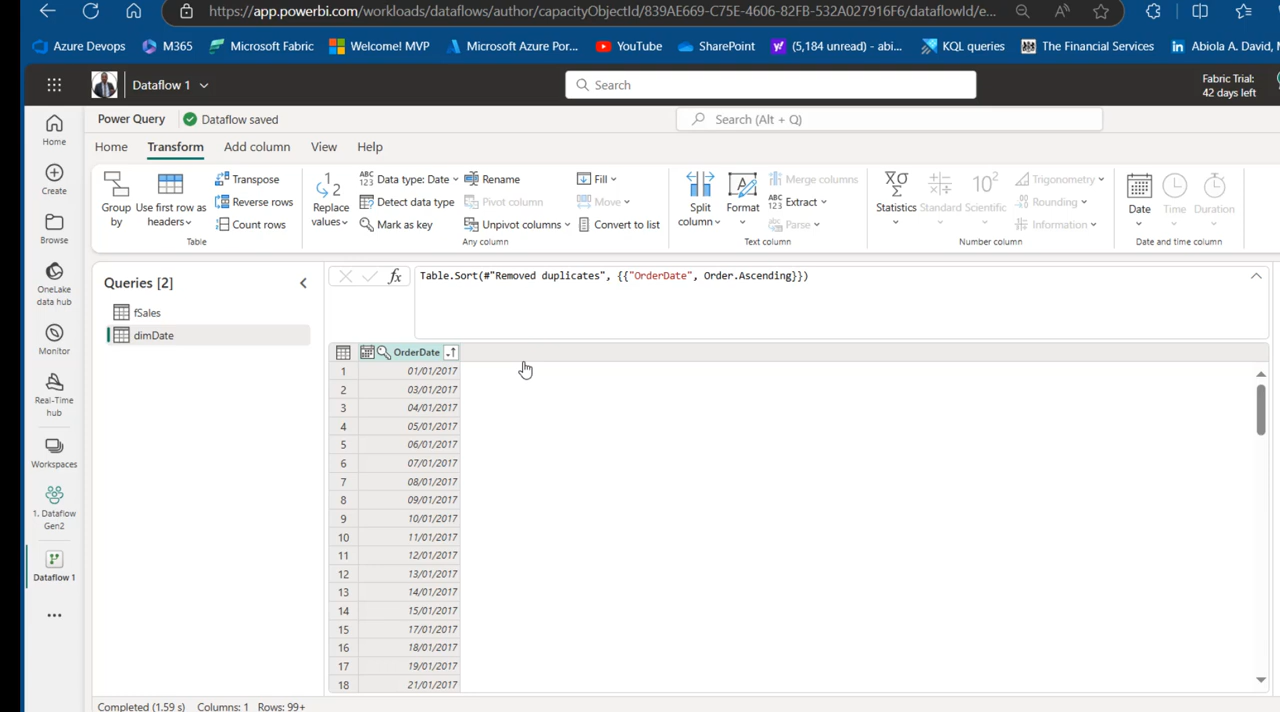 https://app.powerbi.com/workloads/dataflows/author/capacityObjectId/839AE669-C75E-4606-82FB-532A027916F6/dataflowId/e...
Azure Devops
M365
Microsoft Fabric
Welcome! MVP
Microsoft Azure Por...
YouTube
SharePoint
(5,184 unread) - abi...
KQL queries
The Financial Services
Abiola A. David, M
Dataflow 1
Search
Fabric Trial:
42 days left
Power Query
Dataflow saved
Search (Alt + Q)
Home
Transform
Add column
View
Help
Group by
Use first row as headers
Transpose
Reverse rows
Count rows
Table
Replace values
Data type: Date
Detect data type
Mark as key
Rename
Pivot column
Unpivot columns
Fill
Move
Convert to list
Any column
Split column
Format
Merge columns
Extract
Parse
Text column
Statistics
Standard
Scientific
Trigonometry
Rounding
Information
Number column
Date
Time
Duration
Date and time column
Home
Create
Browse
OneLake data hub
Monitor
Real-Time hub
Workspaces
1. Dataflow Gen2
Dataflow 1
Queries [2]
fSales
dimDate
fx
Table.Sort(#"Removed duplicates", {{"OrderDate", Order.Ascending}})
OrderDate
1 01/01/2017
2 03/01/2017
3 04/01/2017
4 05/01/2017
5 06/01/2017
6 07/01/2017
7 08/01/2017
8 09/01/2017
9 10/01/2017
10 11/01/2017
11 12/01/2017
12 13/01/2017
13 14/01/2017
14 15/01/2017
15 17/01/2017
16 18/01/2017
17 19/01/2017
18 21/01/2017
Completed (1.59 s) Columns: 1 Rows: 99+